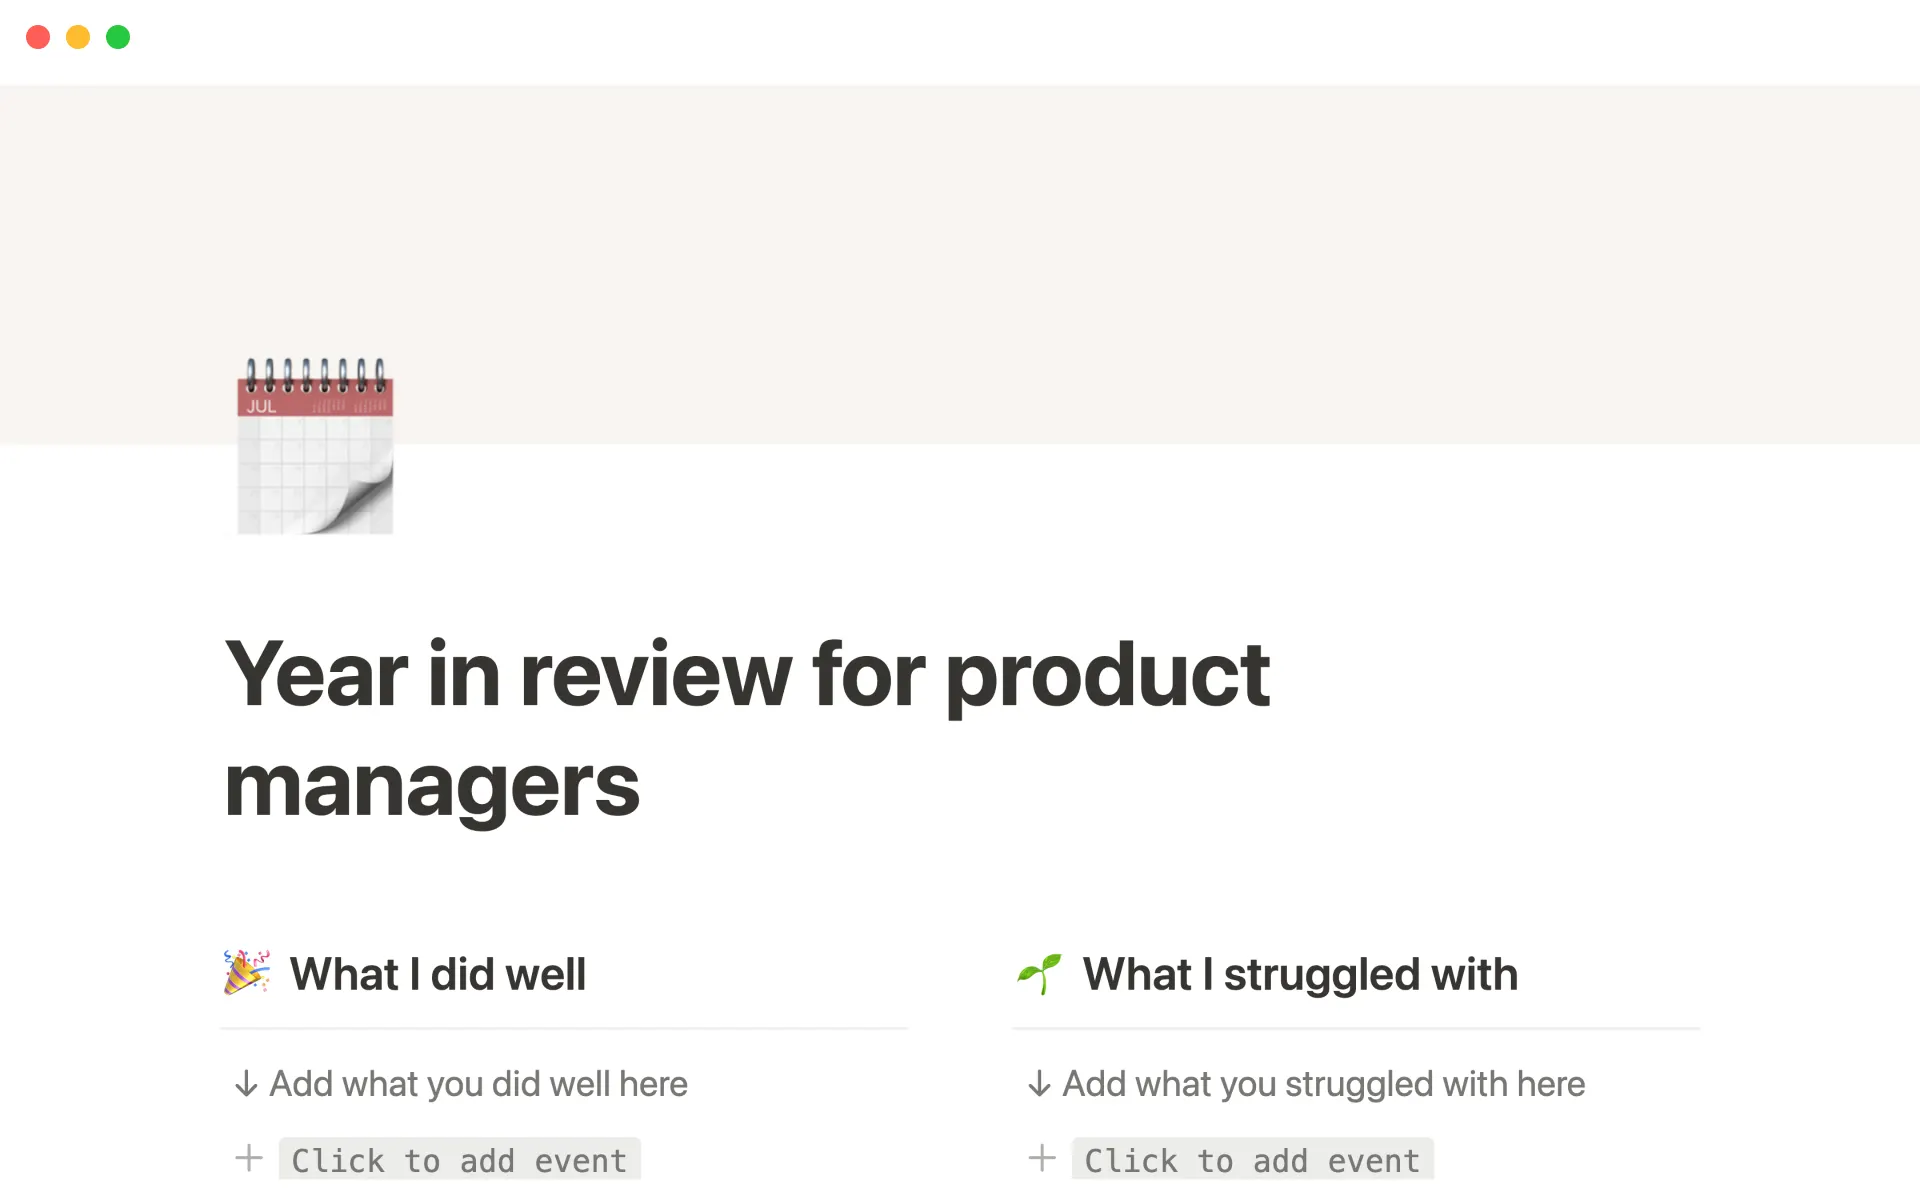 JUL
Year in review for product
managers
What I did well
What I struggled with
↓ Add what you did well here
↓ Add what you struggled with here
+ Click to add event
+ Click to add event